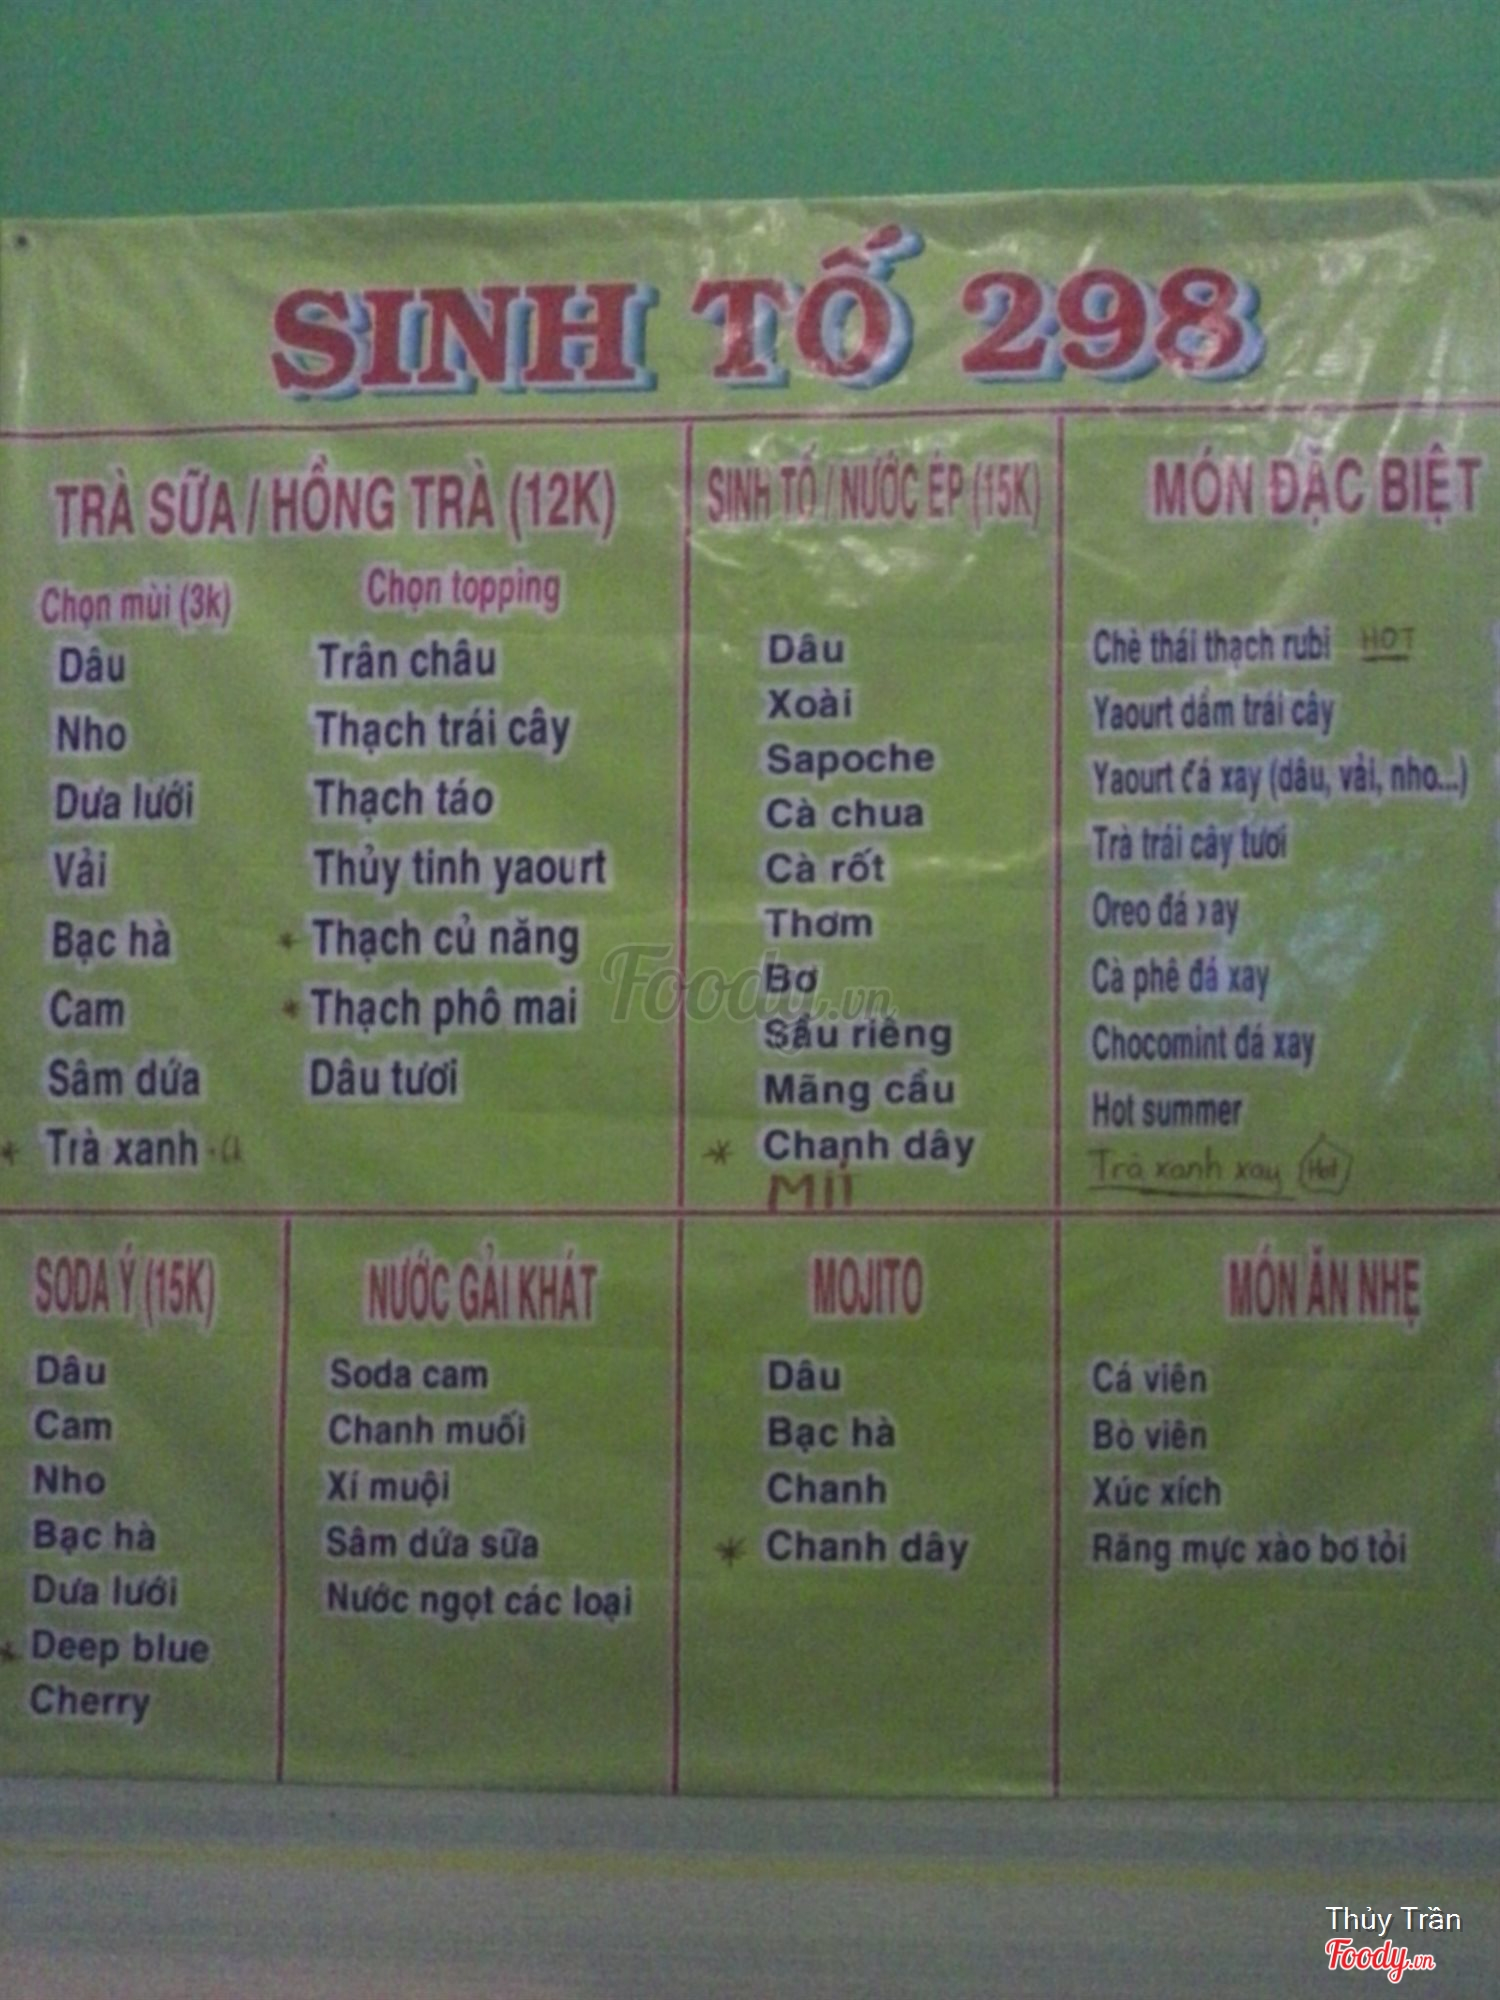 SINH TỐ 298
TRÀ SỮA / HỒNG TRÀ (12K)
Chọn mùi (3k)
Dâu
Nho
Dưa lưới
Vải
Bạc hà
Cam
Sâm dứa
* Trà xanh
Chọn topping
Trân châu
Thạch trái cây
Thạch táo
Thủy tinh yaourt
* Thạch củ năng
* Thạch phô mai
Dâu tươi
SINH TỐ / NƯỚC ÉP (15K)
Dâu
Xoài
Sapoche
Cà chua
Cà rốt
Thơm
Bơ
Sầu riêng
Mãng cầu
* Chanh dây
MÍT
MÓN ĐẶC BIỆT
Chè thái thạch rubi HOT
Yaourt dầm trái cây
Yaourt đá xay (dâu, vải, nho...)
Trà trái cây tươi
Oreo đá xay
Cà phê đá xay
Chocomint đá xay
Hot summer
Trà xanh xay Hot
SODA Ý (15K)
Dâu
Cam
Nho
Bạc hà
Dưa lưới
* Deep blue
Cherry
NƯỚC GẢI KHÁT
Soda cam
Chanh muối
Xí muội
Sâm dứa sữa
Nước ngọt các loại
MOJITO
Dâu
Bạc hà
Chanh
* Chanh dây
MÓN ĂN NHẸ
Cá viên
Bò viên
Xúc xích
Răng mực xào bơ tỏi
Foody.vn
Thủy Trần
Foody.vn